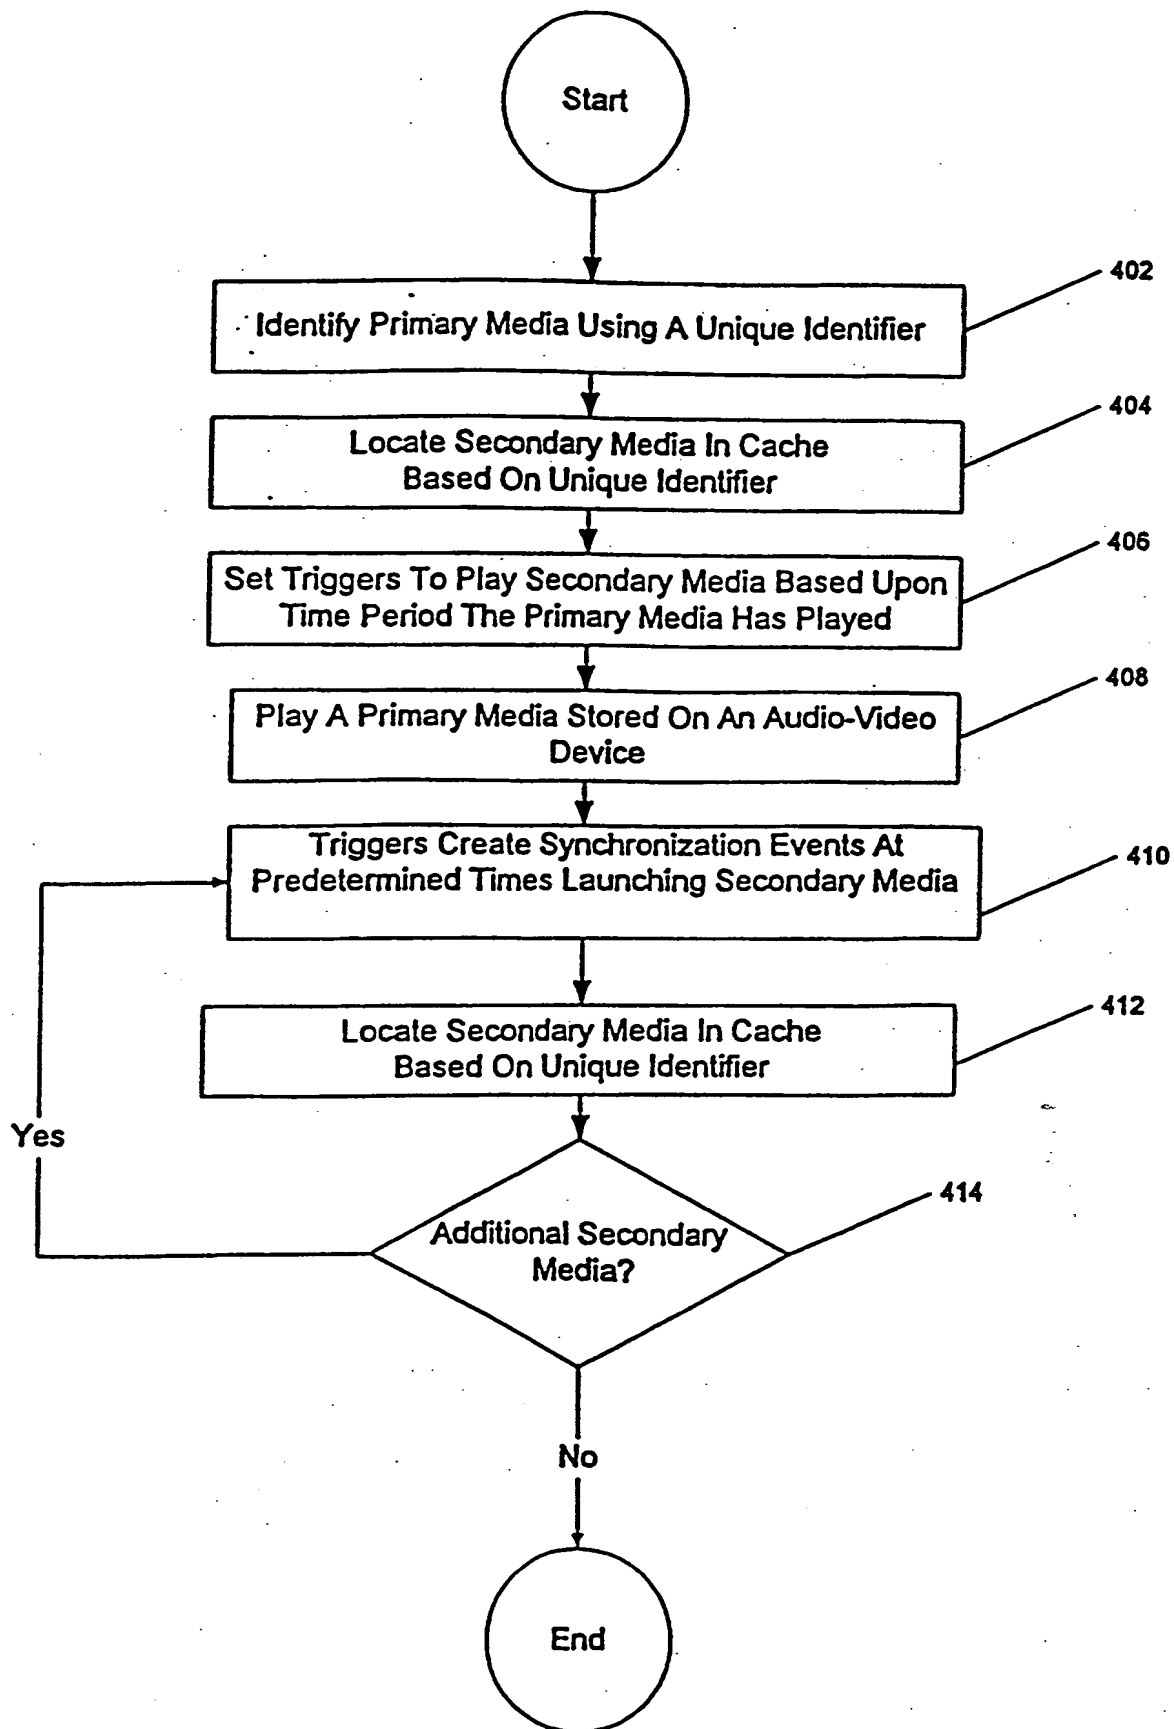 Start
402
Identify Primary Media Using A Unique Identifier
404
Locate Secondary Media In Cache
Based On Unique Identifier
406
Set Triggers To Play Secondary Media Based Upon
Time Period The Primary Media Has Played
408
Play A Primary Media Stored On An Audio-Video
Device
410
Triggers Create Synchronization Events At
Predetermined Times Launching Secondary Media
412
Locate Secondary Media In Cache
Based On Unique Identifier
Yes
414
Additional Secondary
Media?
No
End